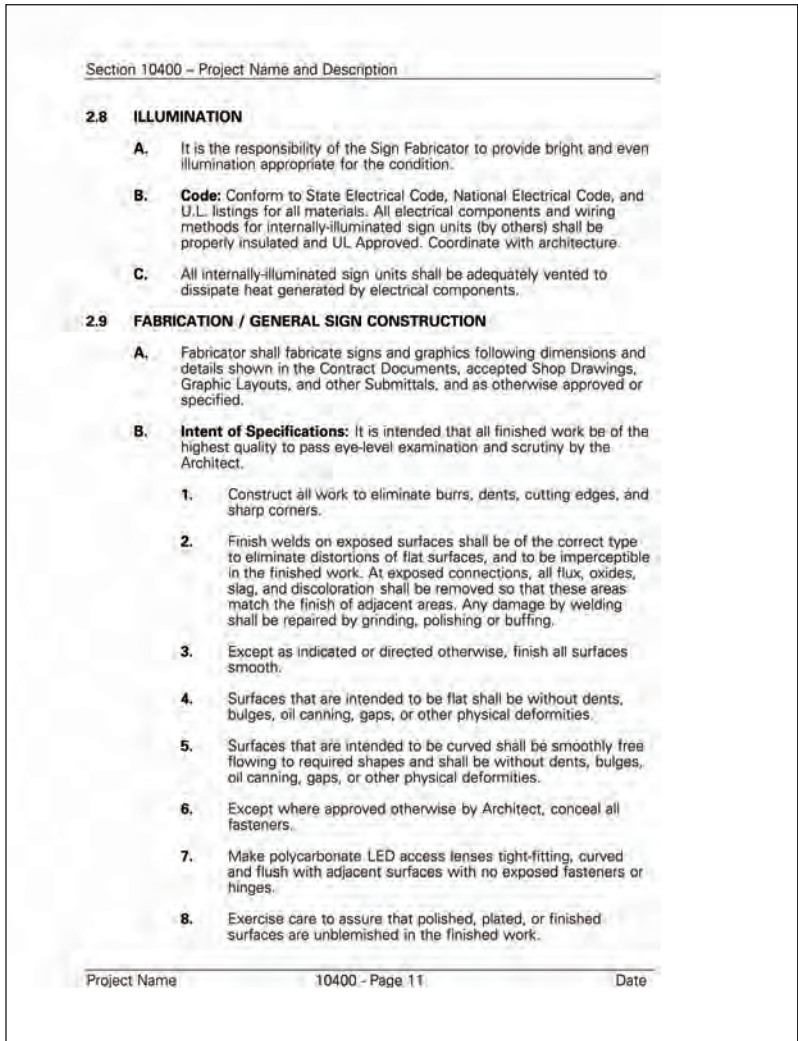 Section 10400 – Project Name and Description
2.8 ILLUMINATION
A. It is the responsibility of the Sign Fabricator to provide bright and even
illumination appropriate for the condition.
B. Code: Conform to State Electrical Code, National Electrical Code, and
U.L. listings for all materials. All electrical components and wiring
methods for internally-illuminated sign units (by others) shall be
properly insulated and UL Approved. Coordinate with architecture.
C. All internally-illuminated sign units shall be adequately vented to
dissipate heat generated by electrical components.
2.9 FABRICATION / GENERAL SIGN CONSTRUCTION
A. Fabricator shall fabricate signs and graphics following dimensions and
details shown in the Contract Documents, accepted Shop Drawings,
Graphic Layouts, and other Submittals, and as otherwise approved or
specified.
B. Intent of Specifications: It is intended that all finished work be of the
highest quality to pass eye-level examination and scrutiny by the
Architect.
1. Construct all work to eliminate burrs, dents, cutting edges, and
sharp corners.
2. Finish welds on exposed surfaces shall be of the correct type
to eliminate distortions of flat surfaces, and to be imperceptible
in the finished work. At exposed connections, all flux, oxides,
slag, and discoloration shall be removed so that these areas
match the finish of adjacent areas. Any damage by welding
shall be repaired by grinding, polishing or buffing.
3. Except as indicated or directed otherwise, finish all surfaces
smooth.
4. Surfaces that are intended to be flat shall be without dents,
bulges, oil canning, gaps, or other physical deformities.
5. Surfaces that are intended to be curved shall be smoothly free
flowing to required shapes and shall be without dents, bulges,
oil canning, gaps, or other physical deformities.
6. Except where approved otherwise by Architect, conceal all
fasteners.
7. Make polycarbonate LED access lenses tight-fitting, curved
and flush with adjacent surfaces with no exposed fasteners or
hinges.
8. Exercise care to assure that polished, plated, or finished
surfaces are unblemished in the finished work.
Project Name 10400 - Page 11 Date